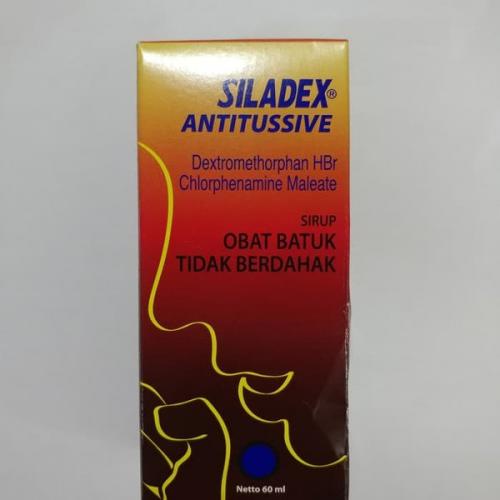 SILADEX®
ANTITUSSIVE
Dextromethorphan HBr
Chlorphenamine Maleate
SIRUP
OBAT BATUK
TIDAK BERDAHAK
Netto 60 ml